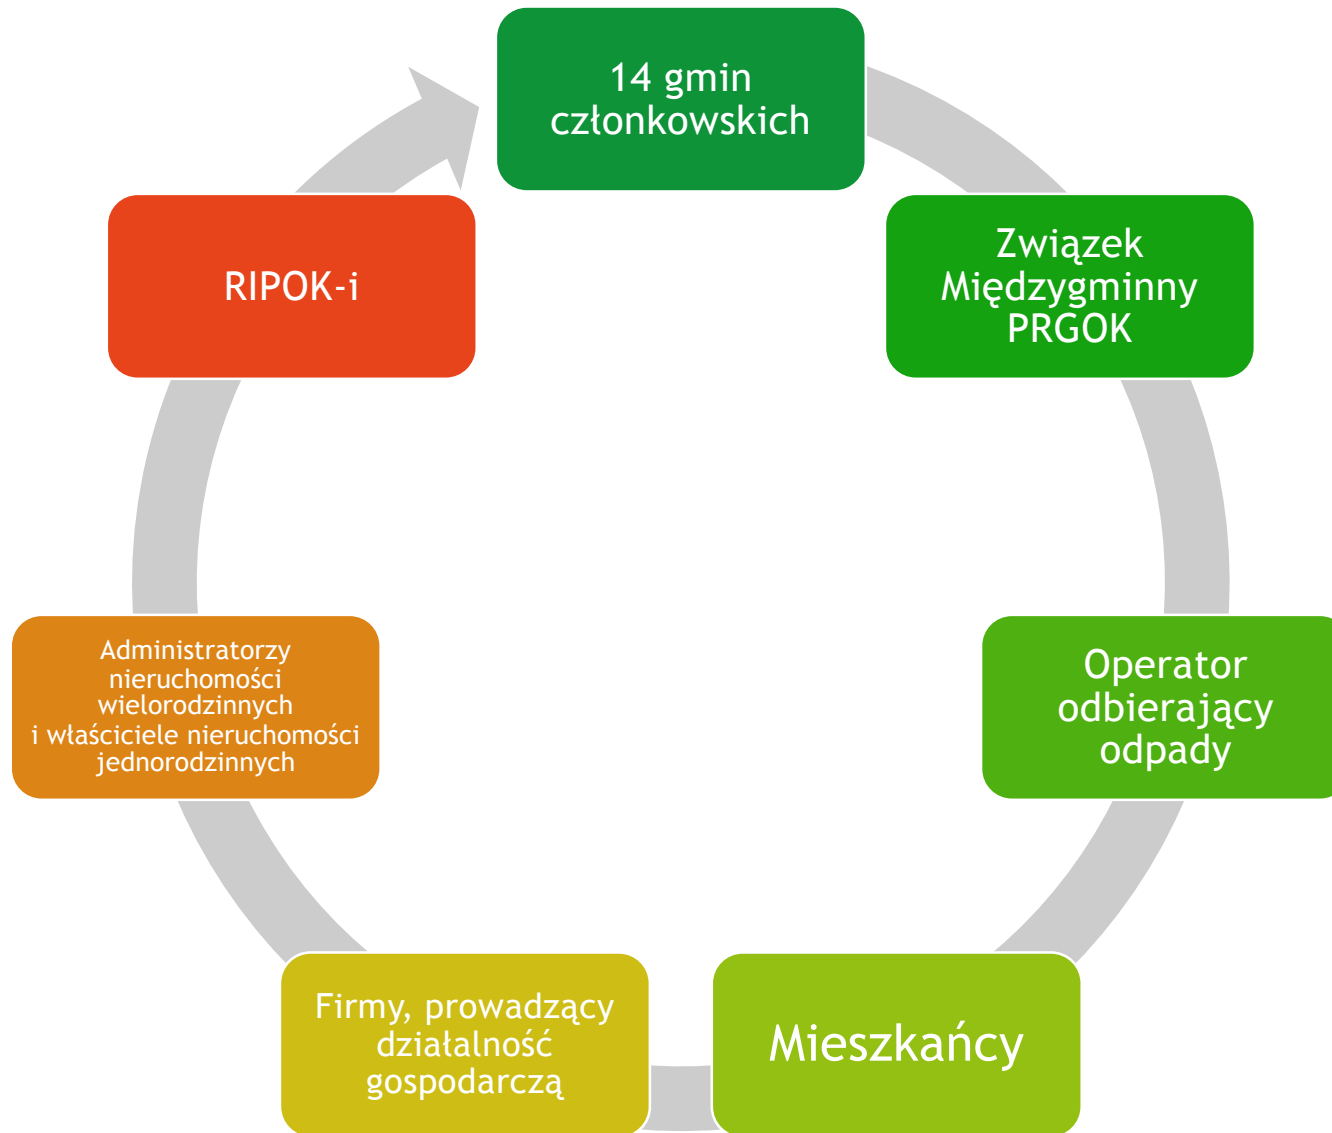 14 gmin
członkowskich
Związek
Międzygminny
PRGOK
Operator
odbierający
odpady
Mieszkańcy
Firmy, prowadzący
działalność
gospodarczą
Administratorzy
nieruchomości
wielorodzinnych
i właściciele nieruchomości
jednorodzinnych
RIPOK-i